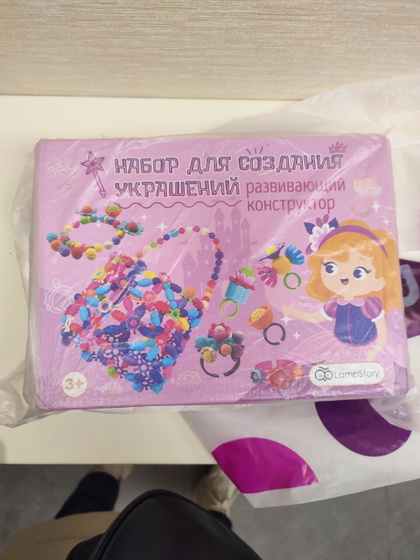 НАБОР ДЛЯ СОЗДАНИЯ
УКРАШЕНИЙ развивающий
конструктор
3+
LampStory